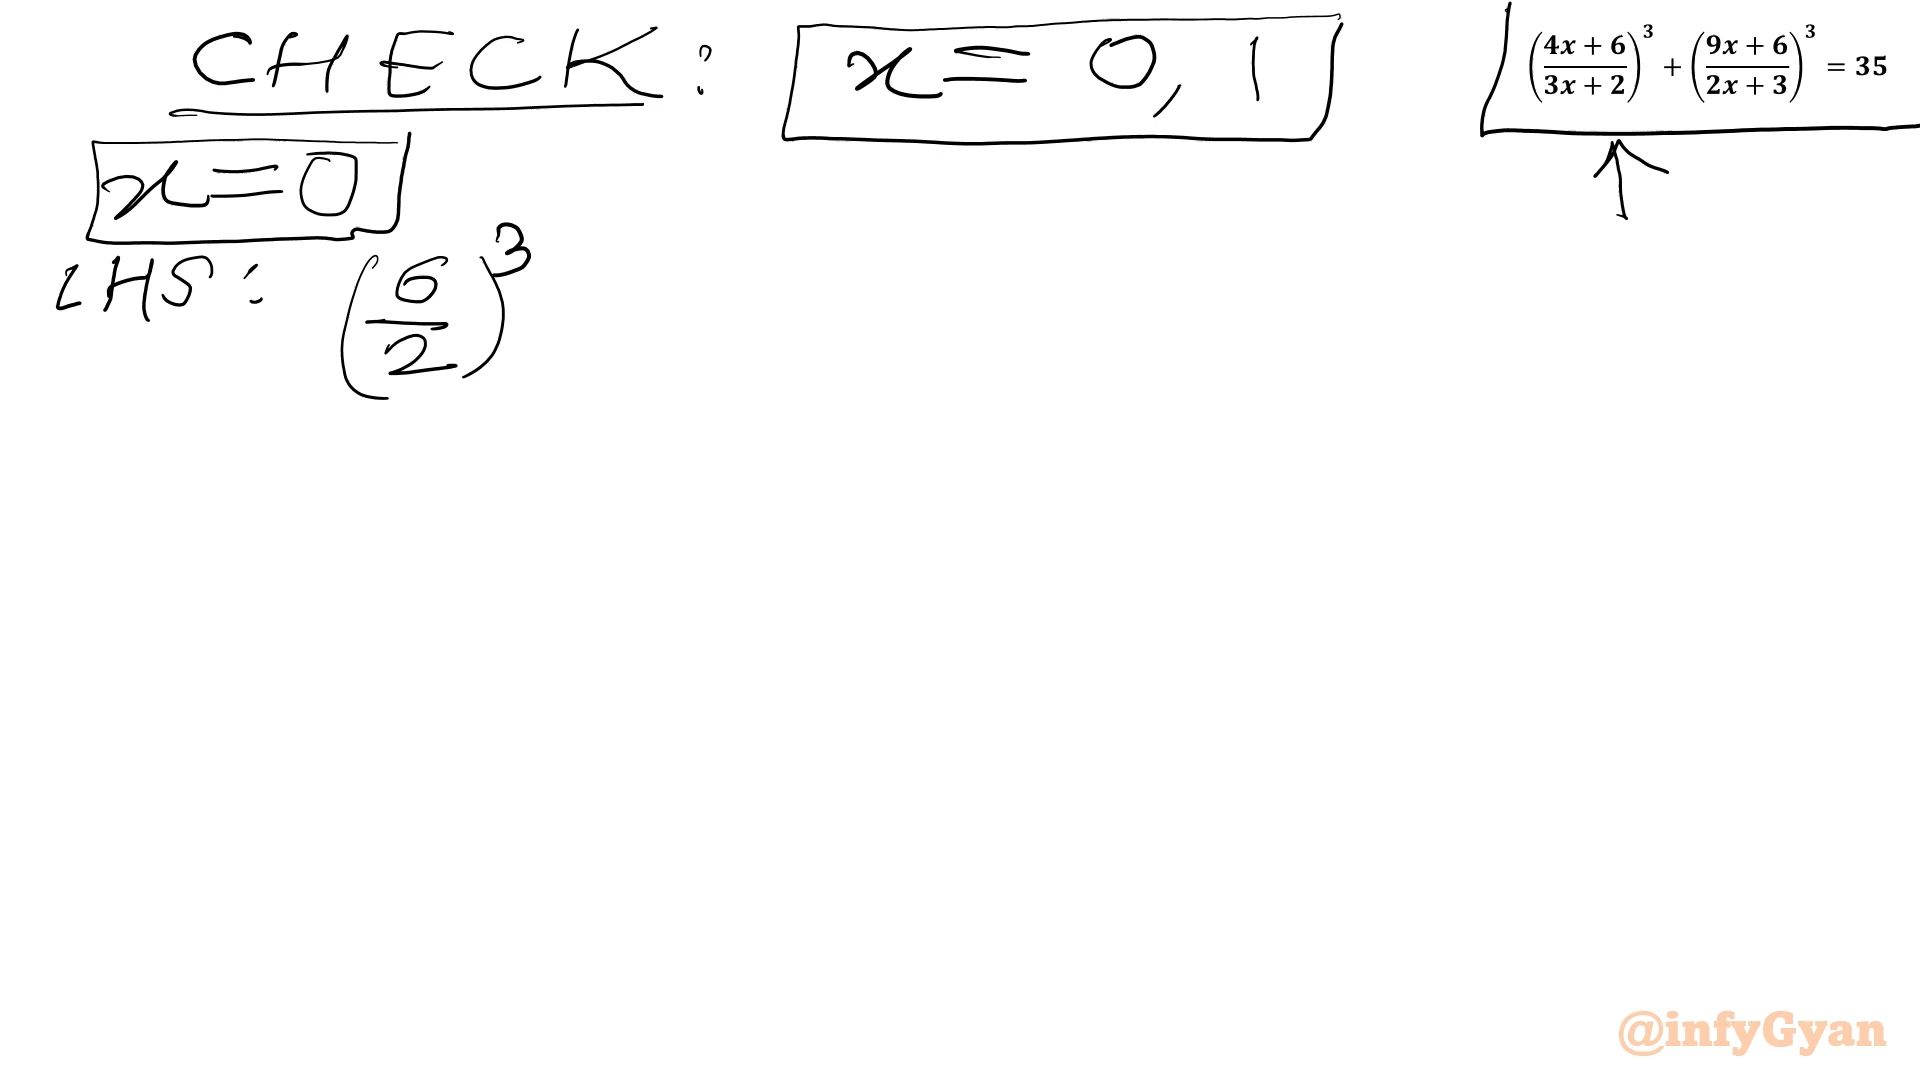 CHECK: x = 0, 1
((4x + 6)/(3x + 2))³ + ((9x + 6)/(2x + 3))³ = 35
x = 0
LHS: (6/2)³
@infyGyan